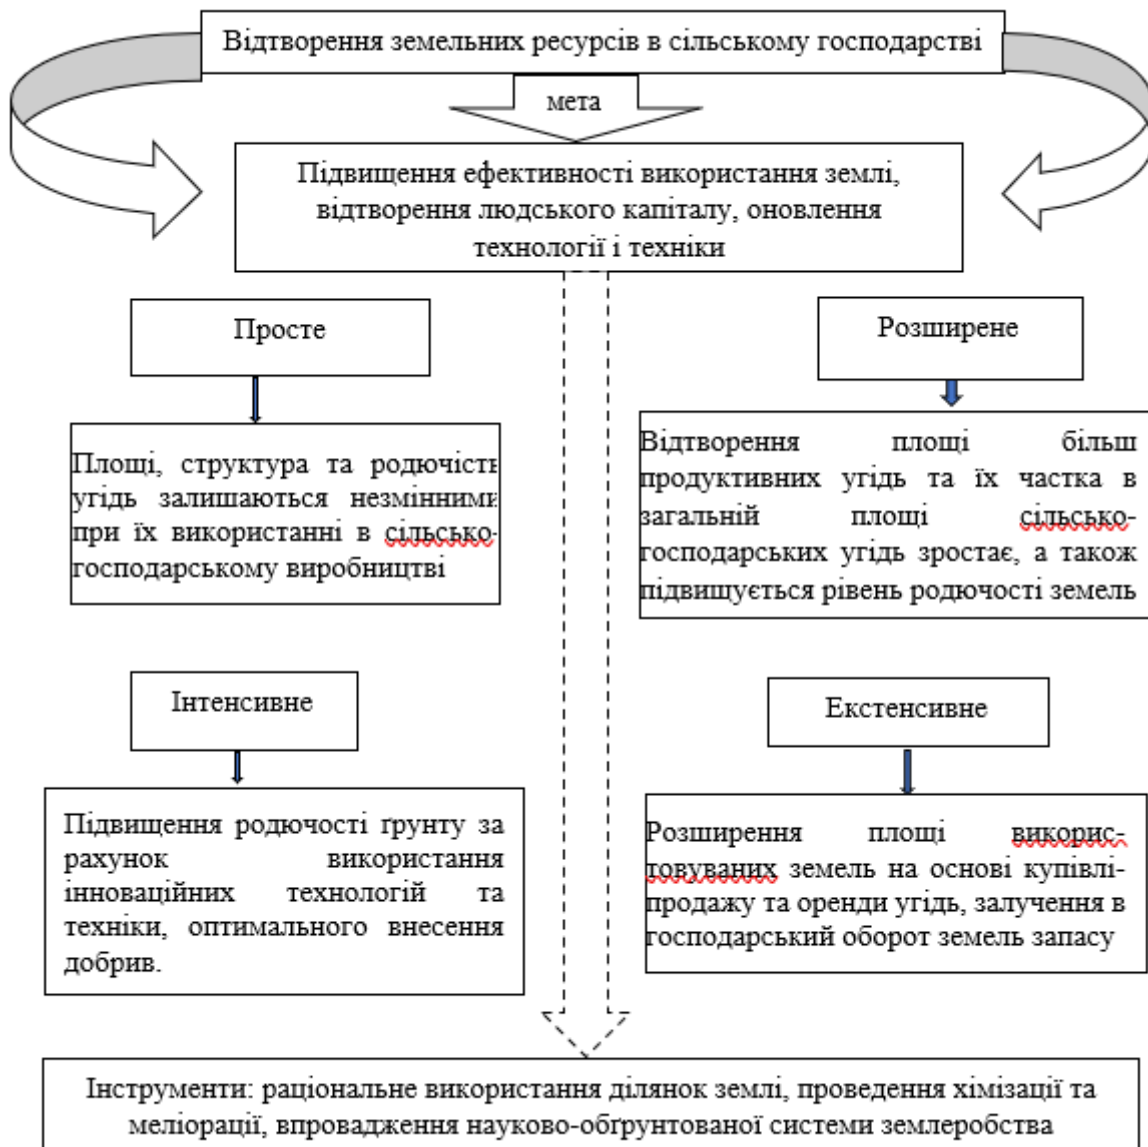 Відтворення земельних ресурсів в сільському господарстві
мета
Підвищення ефективності використання землі,
відтворення людського капіталу, оновлення
технології і техніки
Просте
Розширене
Площі, структура та родючість
угідь залишаються незмінними
при їх використанні в сільсько-
господарському виробництві
Відтворення площі більш
продуктивних угідь та їх частка в
загальній площі сільсько-
господарських угідь зростає, а також
підвищується рівень родючості земель
Інтенсивне
Екстенсивне
Підвищення родючості ґрунту за
рахунок використання
інноваційних технологій та
техніки, оптимального внесення
добрив.
Розширення площі викорис-
товуваних земель на основі купівлі-
продажу та оренди угідь, залучення в
господарський оборот земель запасу
Інструменти: раціональне використання ділянок землі, проведення хімізації та
меліорації, впровадження науково-обґрунтованої системи землеробства